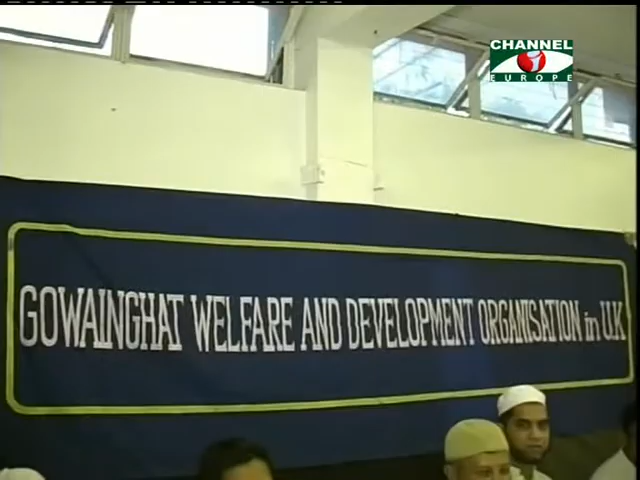 CHANNEL
i
EUROPE
GOWAINGHAT WELFARE AND DEVELOPMENT ORGANISATION in U.K